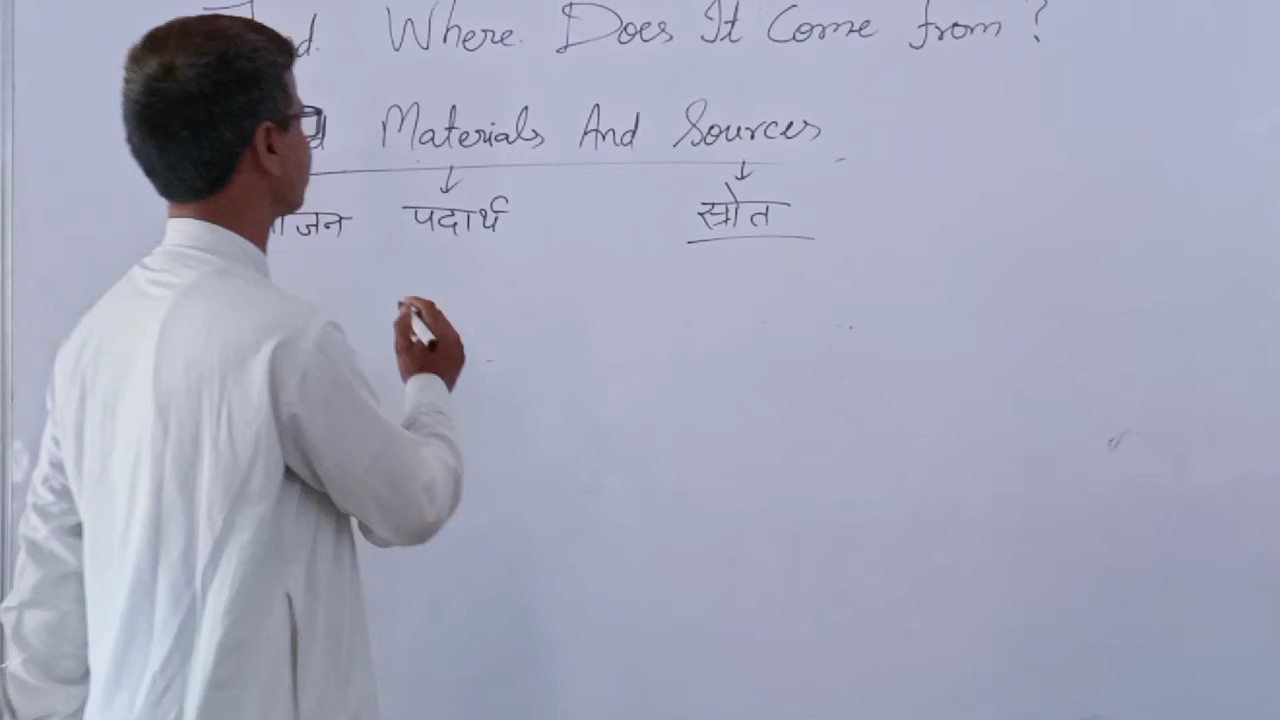 Where Does It Come from?
Materials And Sources
पदार्थ स्रोत